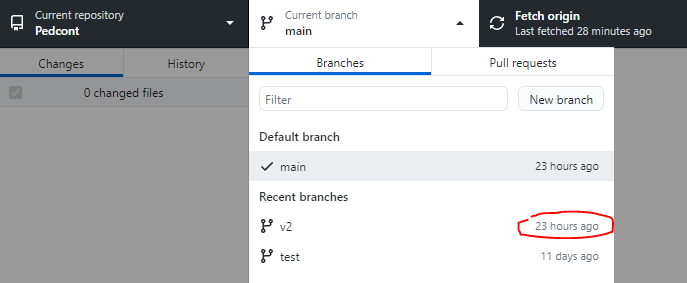 Current repository
Pedcont
Current branch
main
Fetch origin
Last fetched 28 minutes ago
Changes
History
0 changed files
Branches
Pull requests
Filter
New branch
Default branch
main 23 hours ago
Recent branches
v2 23 hours ago
test 11 days ago